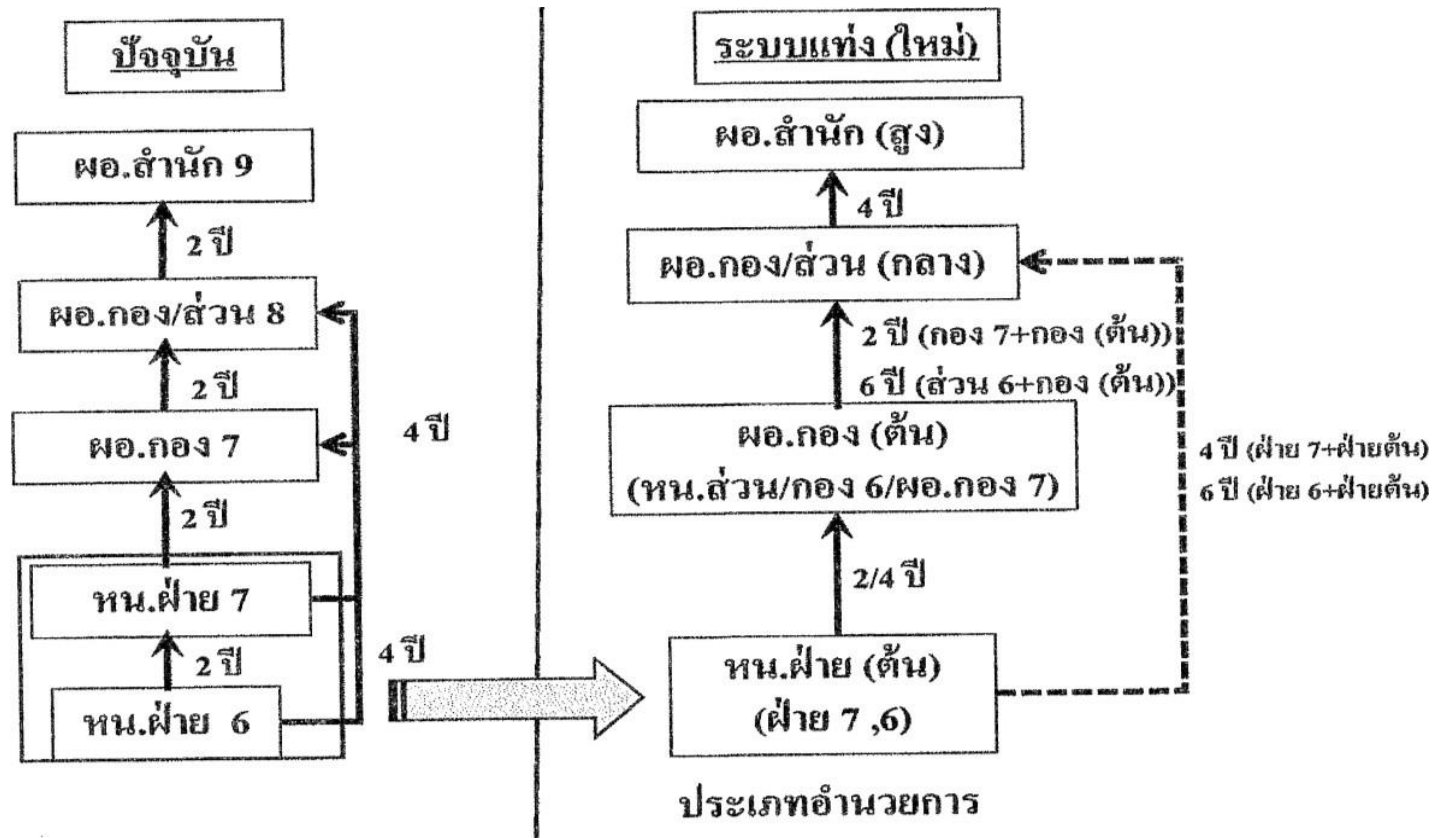 ปัจจุบัน
ผอ.สำนัก 9
2 ปี
ผอ.กอง/ส่วน 8
2 ปี
ผอ.กอง 7
4 ปี
2 ปี
หน.ฝ่าย 7
2 ปี
4 ปี
หน.ฝ่าย 6
ระบบแท่ง (ใหม่)
ผอ.สำนัก (สูง)
4 ปี
ผอ.กอง/ส่วน (กลาง)
2 ปี (กอง 7+กอง (ต้น))
6 ปี (ส่วน 6+กอง (ต้น))
ผอ.กอง (ต้น)
(หน.ส่วน/กอง 6/ผอ.กอง 7)
4 ปี (ฝ่าย 7+ฝ่ายต้น)
6 ปี (ฝ่าย 6+ฝ่ายต้น)
2/4 ปี
หน.ฝ่าย (ต้น)
(ฝ่าย 7 ,6)
ประเภทอำนวยการ